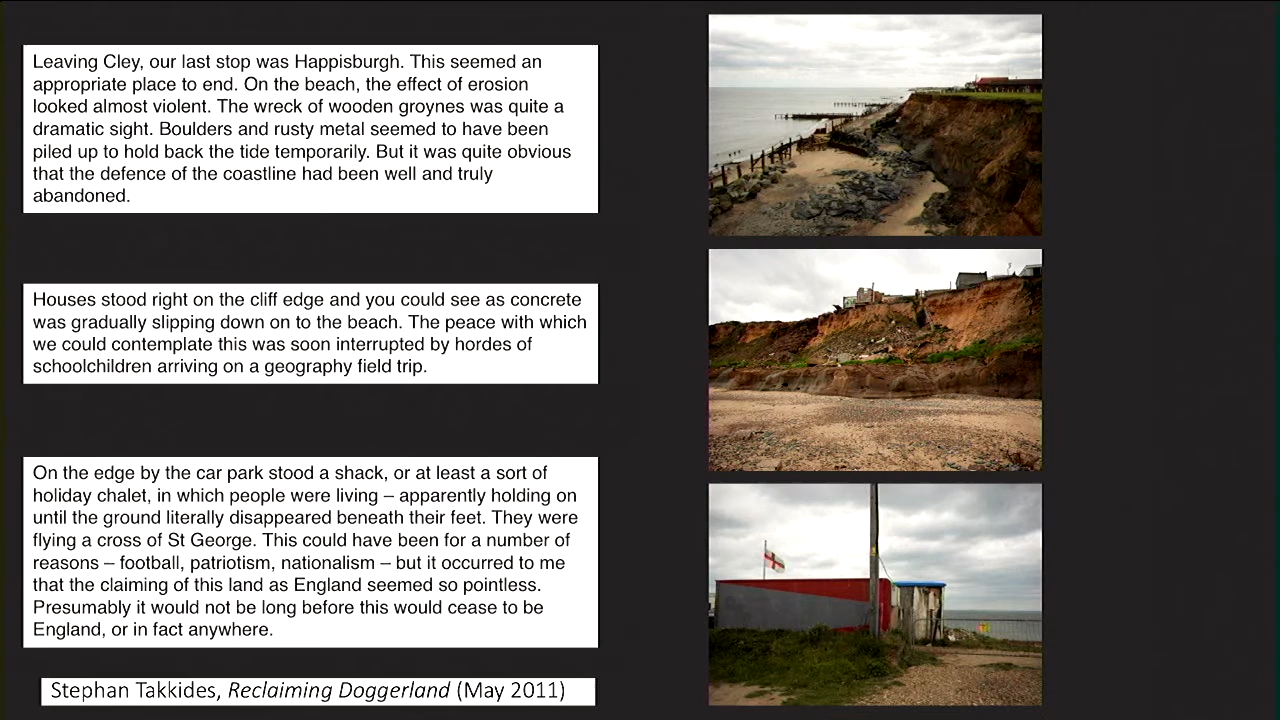 Leaving Cley, our last stop was Happisburgh. This seemed an
appropriate place to end. On the beach, the effect of erosion
looked almost violent. The wreck of wooden groynes was quite a
dramatic sight. Boulders and rusty metal seemed to have been
piled up to hold back the tide temporarily. But it was quite obvious
that the defence of the coastline had been well and truly
abandoned.
Houses stood right on the cliff edge and you could see as concrete
was gradually slipping down on to the beach. The peace with which
we could contemplate this was soon interrupted by hordes of
schoolchildren arriving on a geography field trip.
On the edge by the car park stood a shack, or at least a sort of
holiday chalet, in which people were living – apparently holding on
until the ground literally disappeared beneath their feet. They were
flying a cross of St George. This could have been for a number of
reasons – football, patriotism, nationalism – but it occurred to me
that the claiming of this land as England seemed so pointless.
Presumably it would not be long before this would cease to be
England, or in fact anywhere.
Stephan Takkides, Reclaiming Doggerland (May 2011)